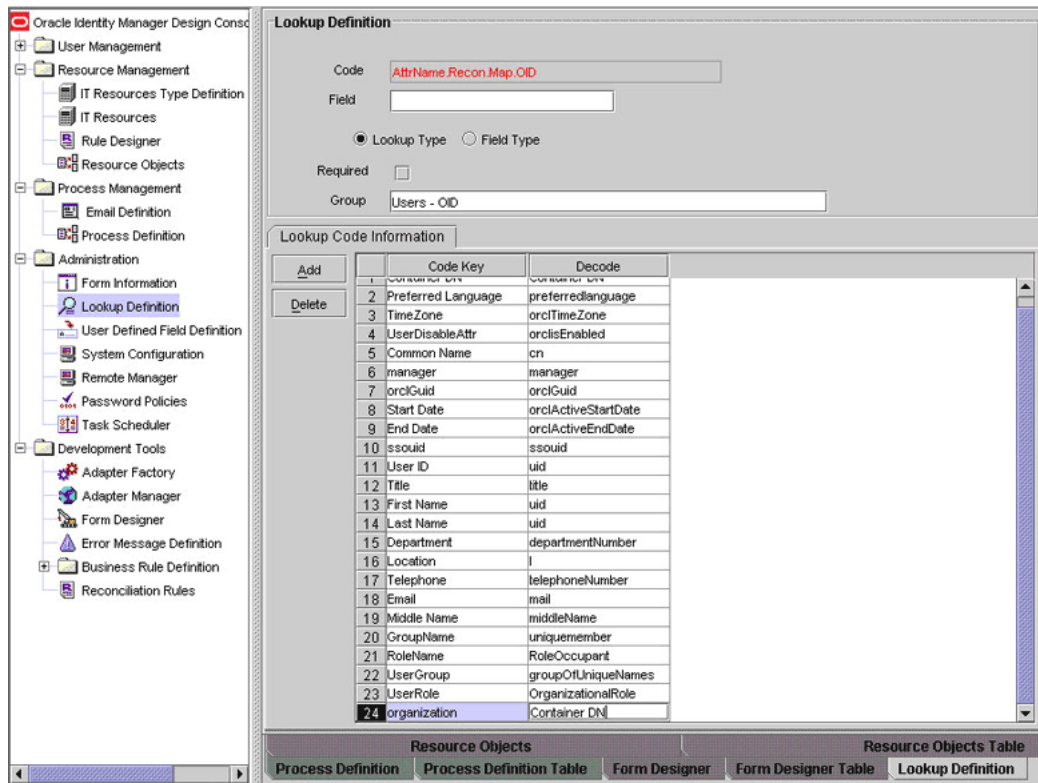 Oracle Identity Manager Design Consc
User Management
Resource Management
IT Resources Type Definition
IT Resources
Rule Designer
Resource Objects
Process Management
Email Definition
Process Definition
Administration
Form Information
Lookup Definition
User Defined Field Definition
System Configuration
Remote Manager
Password Policies
Task Scheduler
Development Tools
Adapter Factory
Adapter Manager
Form Designer
Error Message Definition
Business Rule Definition
Reconciliation Rules
Lookup Definition
Code AttrName.Recon.Map.OID
Field
Lookup Type Field Type
Required
Group Users - OID
Lookup Code Information
Add
Delete
Code Key Decode
1 Container DN Container DN
2 Preferred Language preferredlanguage
3 TimeZone orclTimeZone
4 UserDisableAttr orclisEnabled
5 Common Name cn
6 manager manager
7 orclGuid orclGuid
8 Start Date orclActiveStartDate
9 End Date orclActiveEndDate
10 ssouid ssouid
11 User ID uid
12 Title title
13 First Name uid
14 Last Name uid
15 Department departmentNumber
16 Location l
17 Telephone telephoneNumber
18 Email mail
19 Middle Name middleName
20 GroupName uniquemember
21 RoleName RoleOccupant
22 UserGroup groupOfUniqueNames
23 UserRole OrganizationalRole
24 organization Container DN
Resource Objects Resource Objects Table
Process Definition Process Definition Table Form Designer Form Designer Table Lookup Definition